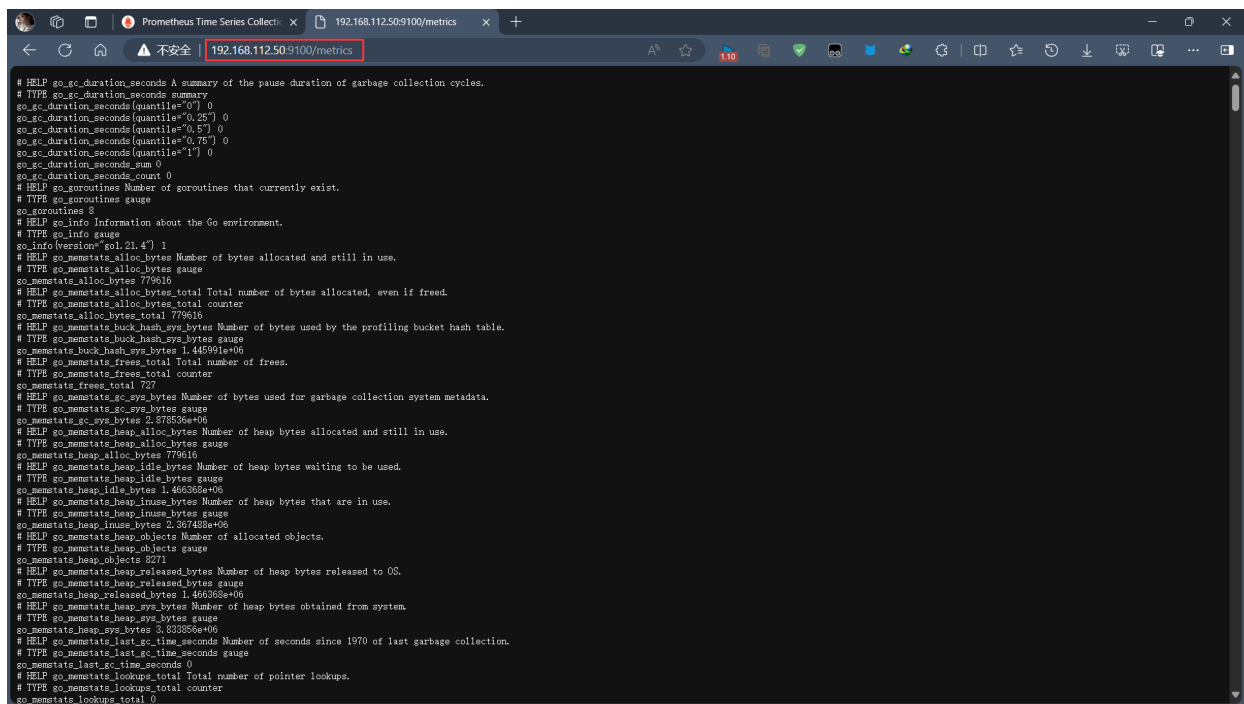 Prometheus Time Series Collectic
192.168.112.50:9100/metrics
不安全
192.168.112.50:9100/metrics
1.10
# HELP go_gc_duration_seconds A summary of the pause duration of garbage collection cycles.
# TYPE go_gc_duration_seconds summary
go_gc_duration_seconds{quantile="0"} 0
go_gc_duration_seconds{quantile="0.25"} 0
go_gc_duration_seconds{quantile="0.5"} 0
go_gc_duration_seconds{quantile="0.75"} 0
go_gc_duration_seconds{quantile="1"} 0
go_gc_duration_seconds_sum 0
go_gc_duration_seconds_count 0
# HELP go_goroutines Number of goroutines that currently exist.
# TYPE go_goroutines gauge
go_goroutines 8
# HELP go_info Information about the Go environment.
# TYPE go_info gauge
go_info{version="go1.21.4"} 1
# HELP go_memstats_alloc_bytes Number of bytes allocated and still in use.
# TYPE go_memstats_alloc_bytes gauge
go_memstats_alloc_bytes 779616
# HELP go_memstats_alloc_bytes_total Total number of bytes allocated, even if freed.
# TYPE go_memstats_alloc_bytes_total counter
go_memstats_alloc_bytes_total 779616
# HELP go_memstats_buck_hash_sys_bytes Number of bytes used by the profiling bucket hash table.
# TYPE go_memstats_buck_hash_sys_bytes gauge
go_memstats_buck_hash_sys_bytes 1.445991e+06
# HELP go_memstats_frees_total Total number of frees.
# TYPE go_memstats_frees_total counter
go_memstats_frees_total 727
# HELP go_memstats_gc_sys_bytes Number of bytes used for garbage collection system metadata.
# TYPE go_memstats_gc_sys_bytes gauge
go_memstats_gc_sys_bytes 2.878536e+06
# HELP go_memstats_heap_alloc_bytes Number of heap bytes allocated and still in use.
# TYPE go_memstats_heap_alloc_bytes gauge
go_memstats_heap_alloc_bytes 779616
# HELP go_memstats_heap_idle_bytes Number of heap bytes waiting to be used.
# TYPE go_memstats_heap_idle_bytes gauge
go_memstats_heap_idle_bytes 1.466368e+06
# HELP go_memstats_heap_inuse_bytes Number of heap bytes that are in use.
# TYPE go_memstats_heap_inuse_bytes gauge
go_memstats_heap_inuse_bytes 2.367488e+06
# HELP go_memstats_heap_objects Number of allocated objects.
# TYPE go_memstats_heap_objects gauge
go_memstats_heap_objects 8271
# HELP go_memstats_heap_released_bytes Number of heap bytes released to OS.
# TYPE go_memstats_heap_released_bytes gauge
go_memstats_heap_released_bytes 1.466368e+06
# HELP go_memstats_heap_sys_bytes Number of heap bytes obtained from system.
# TYPE go_memstats_heap_sys_bytes gauge
go_memstats_heap_sys_bytes 3.833856e+06
# HELP go_memstats_last_gc_time_seconds Number of seconds since 1970 of last garbage collection.
# TYPE go_memstats_last_gc_time_seconds gauge
go_memstats_last_gc_time_seconds 0
# HELP go_memstats_lookups_total Total number of pointer lookups.
# TYPE go_memstats_lookups_total counter
go_memstats_lookups_total 0